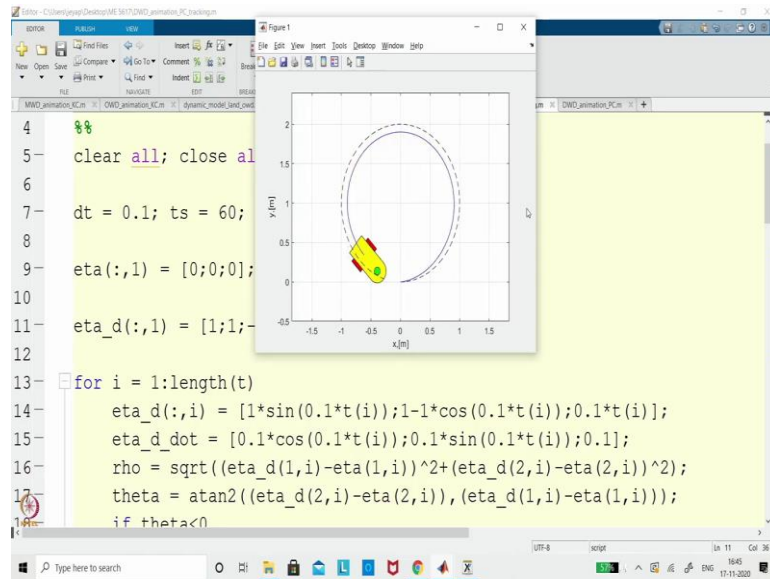 Editor - C:\Users\jeyap\Desktop\ME 5617\DWD_animation_PC_tracking.m
EDITOR PUBLISH VIEW
New Open Save
Find Files
Compare
Print
Go To
Find
Insert
Comment
Indent
FILE NAVIGATE EDIT
MWD_animation_KC.m OWD_animation_KC.m DWD_animation_PC.m
Figure 1
File Edit View Insert Tools Desktop Window Help
2
1.5
1
0.5
0
-0.5
-1.5 -1 -0.5 0 0.5 1 1.5
y,[m]
x,[m]
4 %%
5 clear all; close al
6
7 dt = 0.1; ts = 60;
8
9 eta(:,1) = [0;0;0];
10
11 eta_d(:,1) = [1;1;-
12
13 for i = 1:length(t)
14 eta_d(:,i) = [1*sin(0.1*t(i));1-1*cos(0.1*t(i));0.1*t(i)];
15 eta_d_dot = [0.1*cos(0.1*t(i));0.1*sin(0.1*t(i));0.1];
16 rho = sqrt((eta_d(1,i)-eta(1,i))^2+(eta_d(2,i)-eta(2,i))^2);
17 theta = atan2((eta_d(2,i)-eta(2,i)),(eta_d(1,i)-eta(1,i)));
if theta<0
UTF-8 script Ln 11 Col 36
Type here to search
57%
ENG
1645
17-11-2020